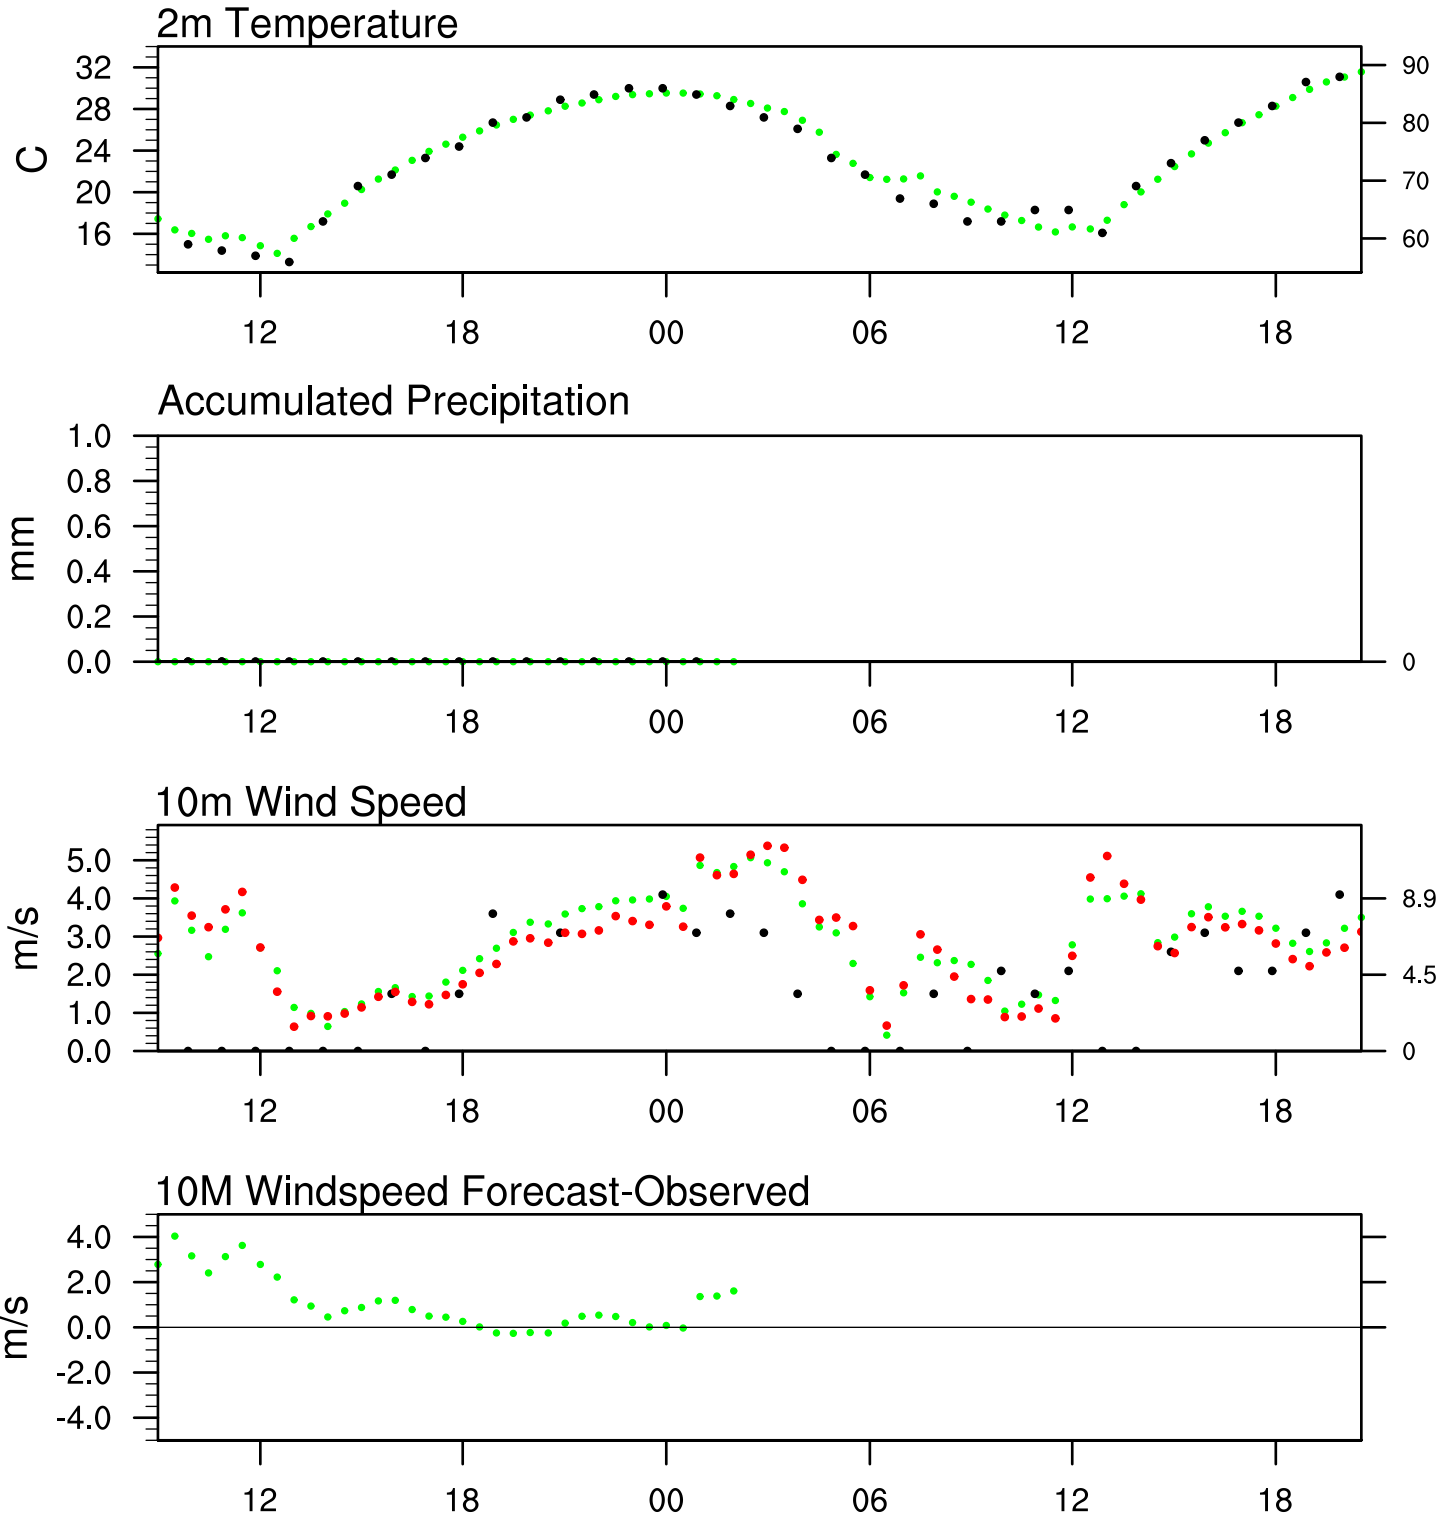 2m Temperature
32
28
24
20
16
C
90
80
70
60
12 18 00 06 12 18
Accumulated Precipitation
1.0
0.8
0.6
0.4
0.2
0.0
mm
0
12 18 00 06 12 18
10m Wind Speed
5.0
4.0
3.0
2.0
1.0
0.0
m/s
8.9
4.5
0
12 18 00 06 12 18
10M Windspeed Forecast-Observed
4.0
2.0
0.0
-2.0
-4.0
m/s
12 18 00 06 12 18